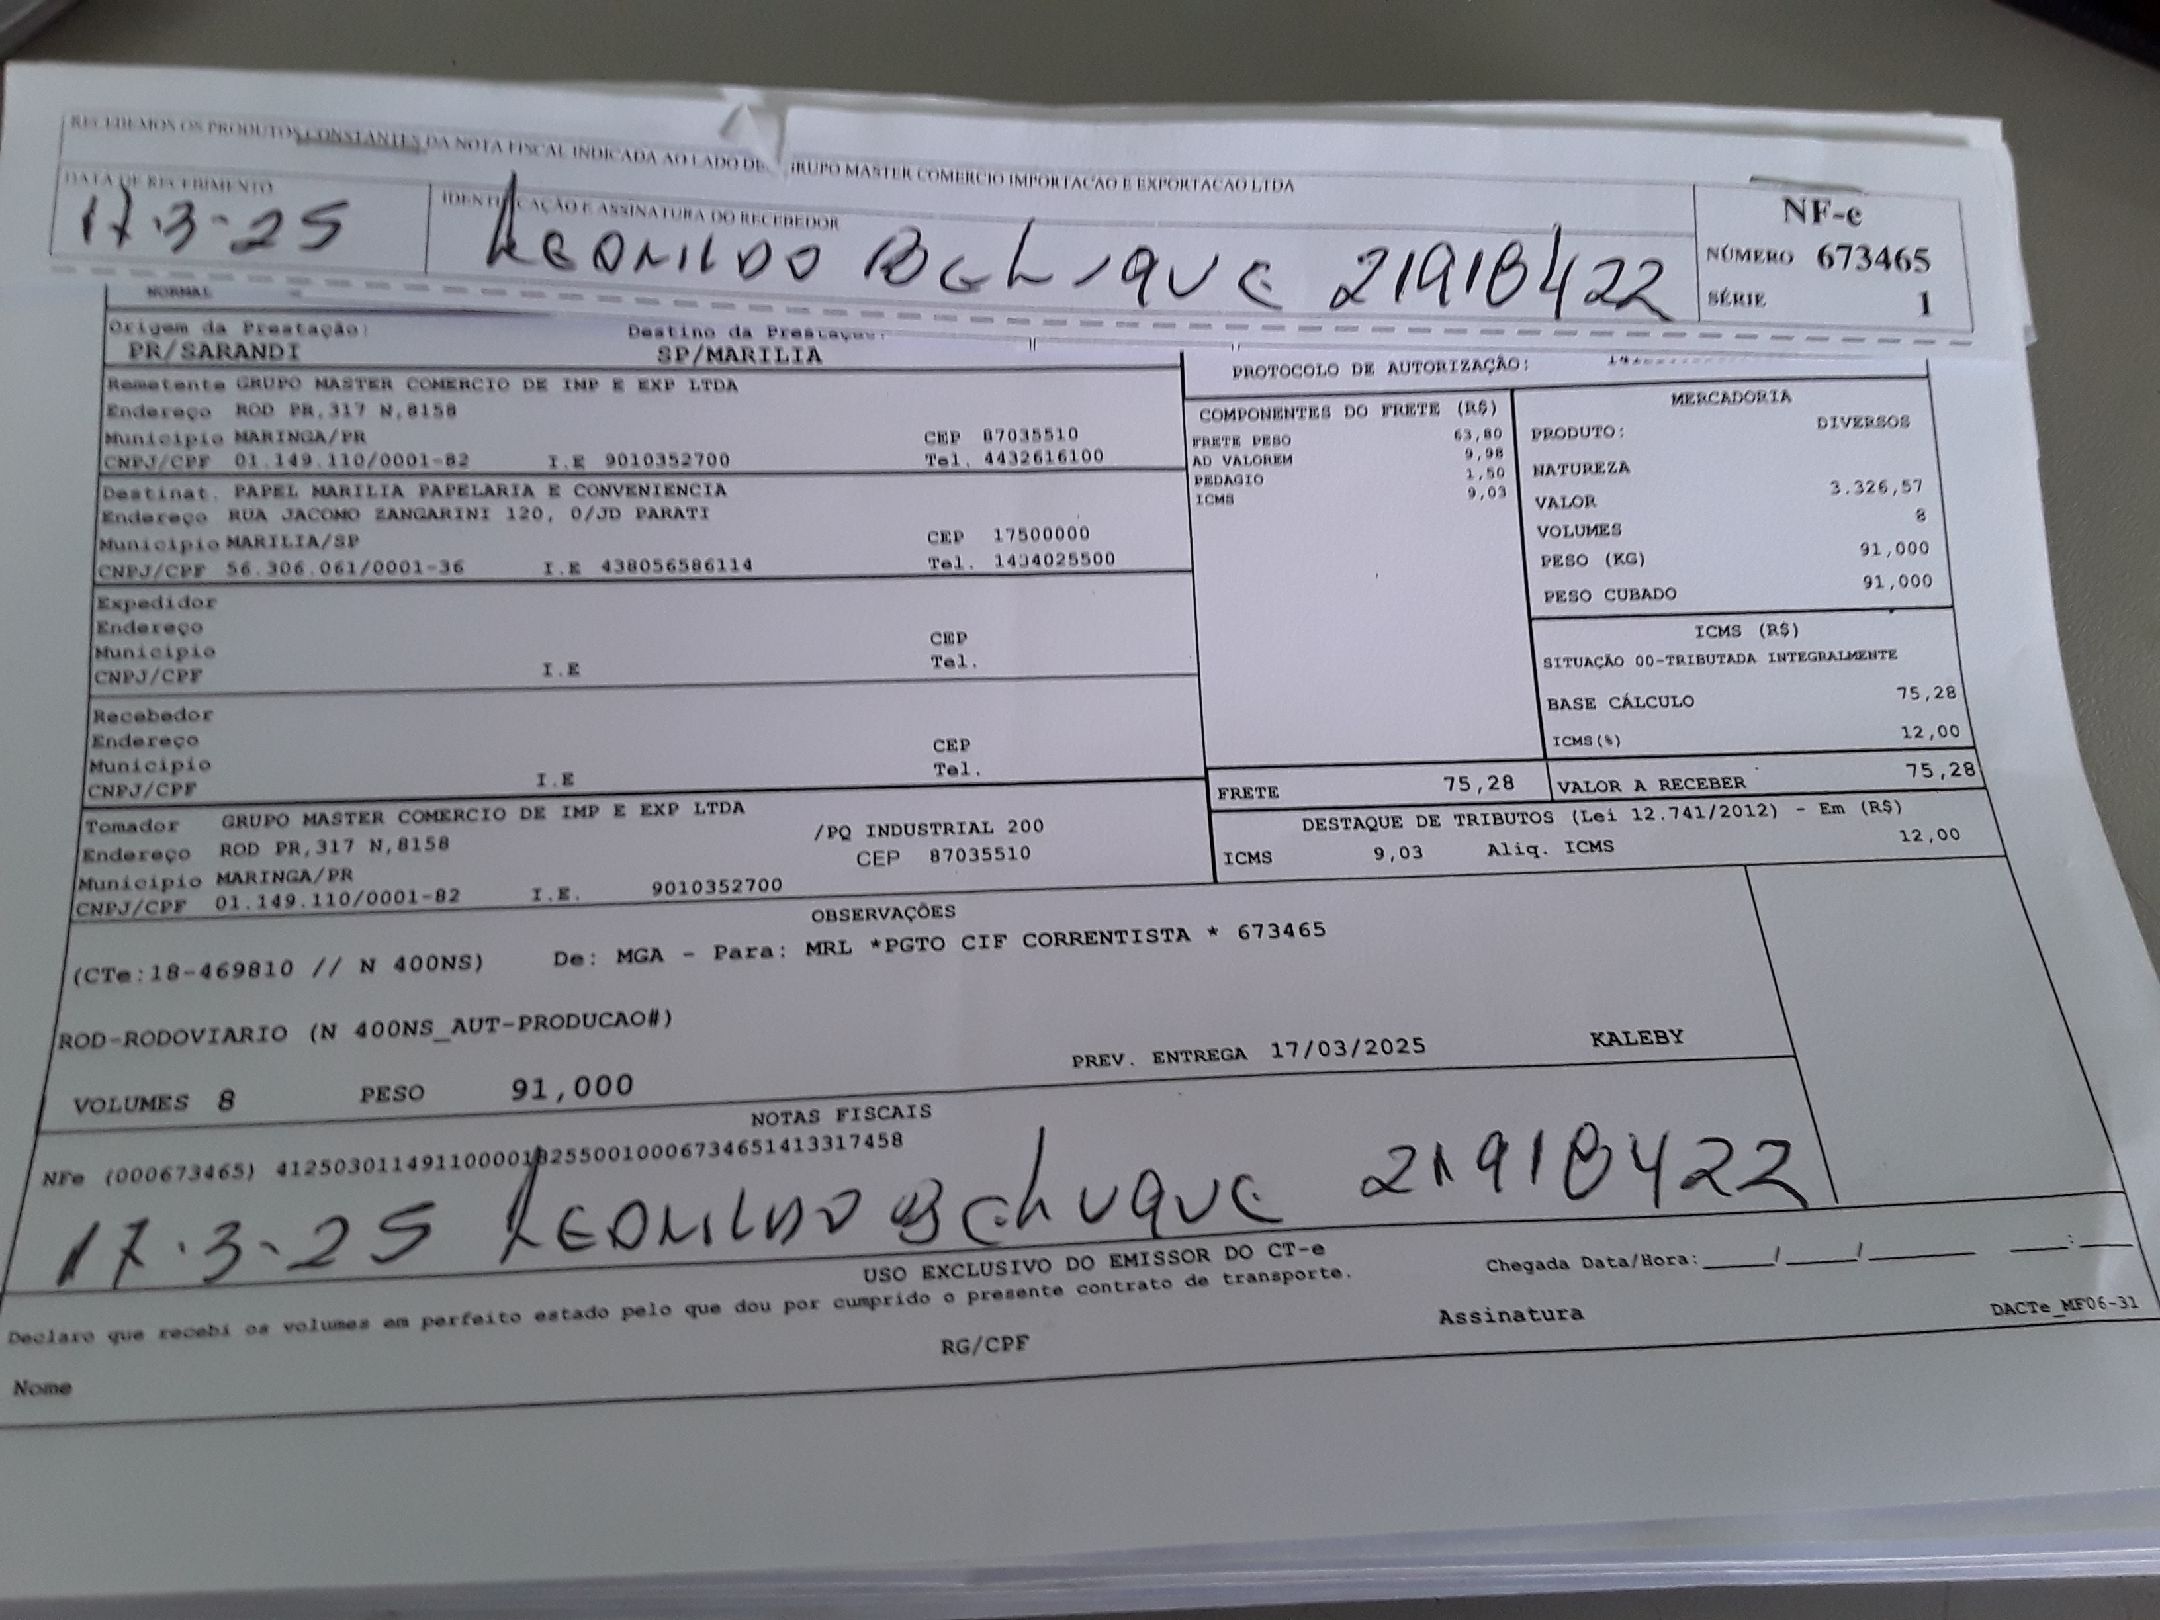 RECEBEMOS OS PRODUTOS CONSTANTES DA NOTA FISCAL INDICADA AO LADO DE GRUPO MASTER COMERCIO IMPORTACAO E EXPORTACAO LTDA
DATA DE RECEBIMENTO
17.3-25
IDENTIFICAÇÃO E ASSINATURA DO RECEBEDOR
21918422
NF-e
NÚMERO 673465
SÉRIE 1
NORMAL
Origem da Prestação: Destino da Prestação:
PR/SARANDI SP/MARILIA
Remetente GRUPO MASTER COMERCIO DE IMP E EXP LTDA
Endereço ROD PR,317 N,8158
Municipio MARINGA/PR CEP 87035510
CNPJ/CPF 01.149.110/0001-82 I.E 9010352700 Tel. 4432616100
Destinat. PAPEL MARILIA PAPELARIA E CONVENIENCIA
Endereço RUA JACOMO ZANGARINI 120, 0/JD PARATI
Municipio MARILIA/SP CEP 17500000
CNPJ/CPF 56.306.061/0001-36 I.E 438056586114 Tel. 1434025500
Expedidor
Endereço
Municipio CEP
CNPJ/CPF I.E Tel.
Recebedor
Endereço
Municipio CEP
CNPJ/CPF I.E Tel.
Tomador GRUPO MASTER COMERCIO DE IMP E EXP LTDA
Endereço ROD PR,317 N,8158 /PQ INDUSTRIAL 200
Municipio MARINGA/PR CEP 87035510
CNPJ/CPF 01.149.110/0001-82 I.E. 9010352700
PROTOCOLO DE AUTORIZAÇÃO:
COMPONENTES DO FRETE (R$)
FRETE PESO 63,80
AD VALOREM 9,98
PEDAGIO 1,50
ICMS 9,03
MERCADORIA
PRODUTO: DIVERSOS
NATUREZA
VALOR 3.326,57
VOLUMES 8
PESO (KG) 91,000
PESO CUBADO 91,000
ICMS (R$)
SITUAÇÃO 00-TRIBUTADA INTEGRALMENTE
BASE CÁLCULO 75,28
ICMS(%) 12,00
FRETE 75,28 VALOR A RECEBER 75,28
DESTAQUE DE TRIBUTOS (Lei 12.741/2012) - Em (R$)
ICMS 9,03 Aliq. ICMS 12,00
OBSERVAÇÕES
(CTe:18-469810 // N 400NS) De: MGA - Para: MRL *PGTO CIF CORRENTISTA * 673465
ROD-RODOVIARIO (N 400NS_AUT-PRODUCAO#)
PREV. ENTREGA 17/03/2025 KALEBY
VOLUMES 8 PESO 91,000
NOTAS FISCAIS
NFe (000673465) 41250301149110000182550010006734651413317458
17.3-25 21918422
USO EXCLUSIVO DO EMISSOR DO CT-e
Declaro que recebi os volumes em perfeito estado pelo que dou por cumprido o presente contrato de transporte.
Chegada Data/Hora:_____/_____/________ ____:____
Nome RG/CPF Assinatura DACTe_MF06-31